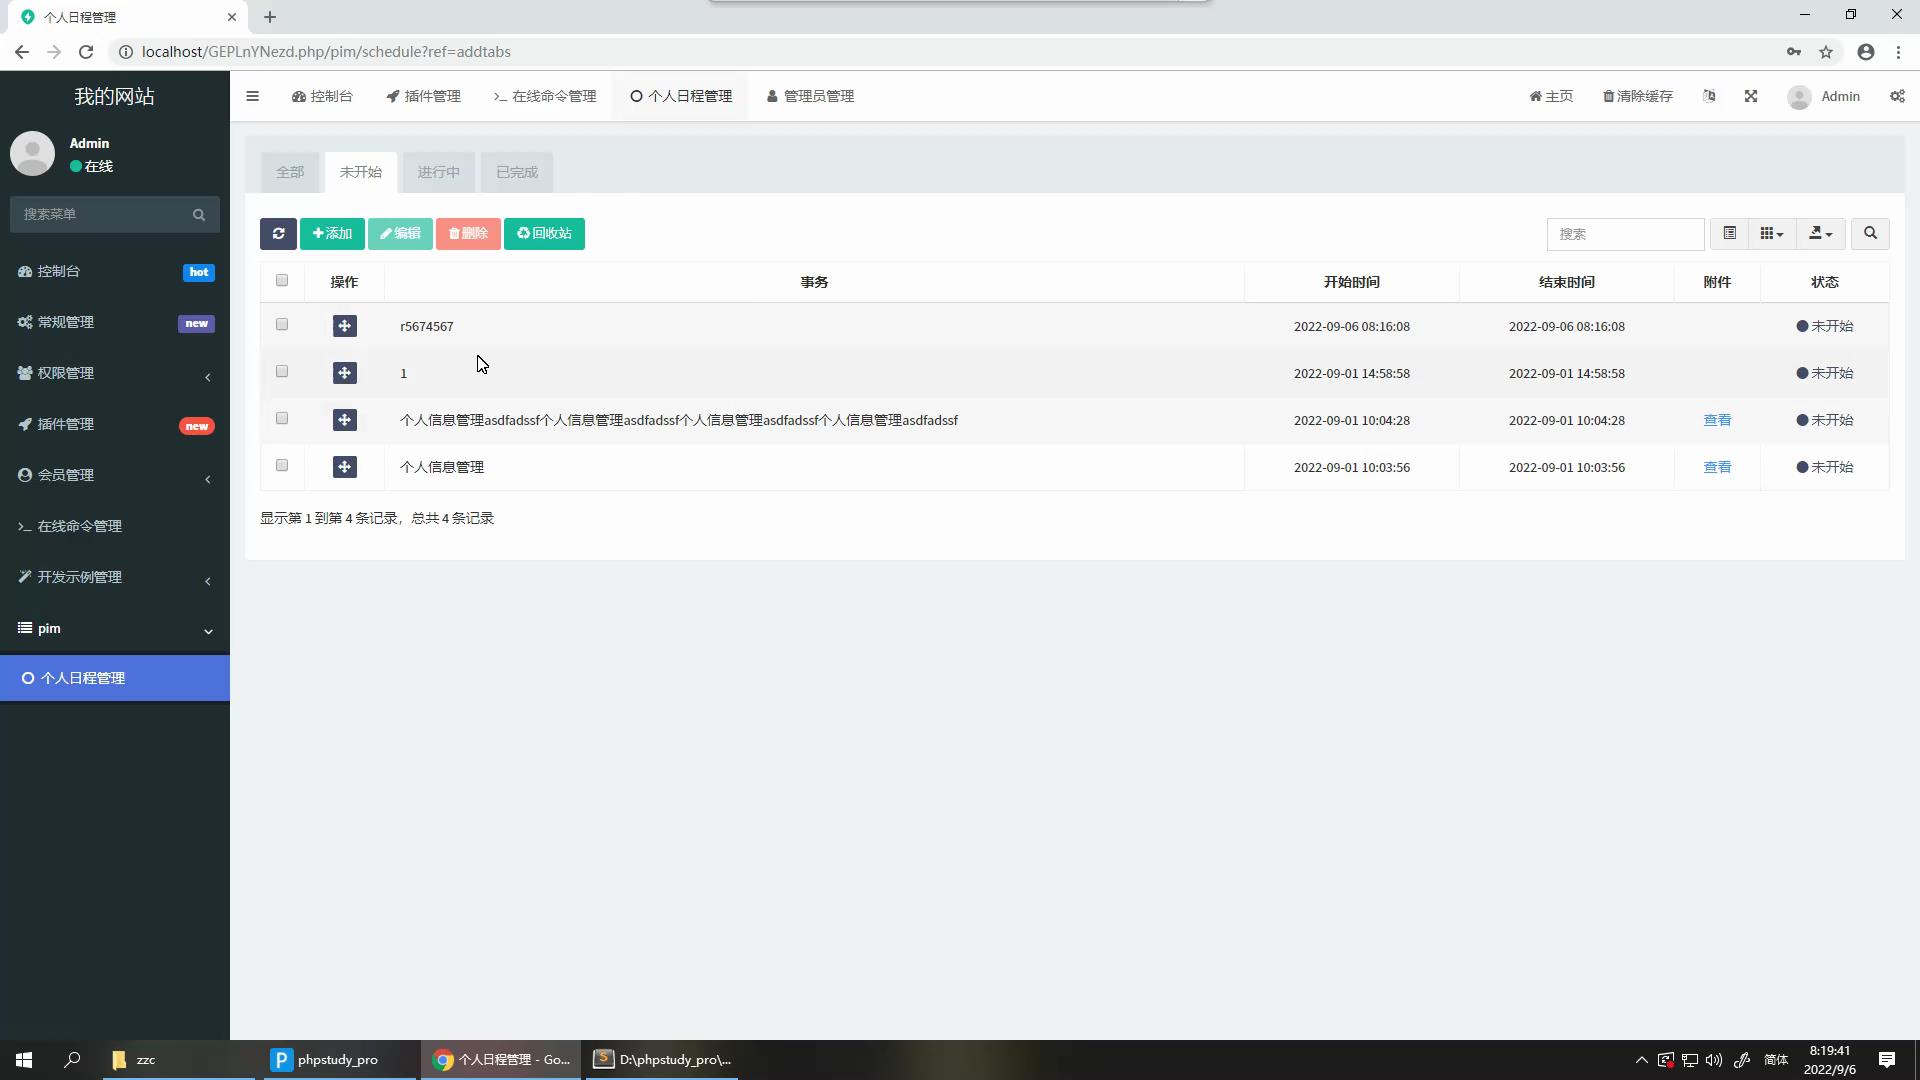 个人日程管理
localhost/GEPLnYNezd.php/pim/schedule?ref=addtabs
我的网站
控制台
插件管理
>_ 在线命令管理
个人日程管理
管理员管理
主页
清除缓存
Admin
Admin
在线
搜索菜单
控制台 hot
常规管理 new
权限管理
插件管理 new
会员管理
>_ 在线命令管理
开发示例管理
pim
个人日程管理
全部 未开始 进行中 已完成
添加 编辑 删除 回收站
搜索
操作 事务 开始时间 结束时间 附件 状态
r5674567 2022-09-06 08:16:08 2022-09-06 08:16:08 未开始
1 2022-09-01 14:58:58 2022-09-01 14:58:58 未开始
个人信息管理asdfadssf个人信息管理asdfadssf个人信息管理asdfadssf个人信息管理asdfadssf 2022-09-01 10:04:28 2022-09-01 10:04:28 查看 未开始
个人信息管理 2022-09-01 10:03:56 2022-09-01 10:03:56 查看 未开始
显示第 1 到第 4 条记录，总共 4 条记录
zzc
phpstudy_pro
个人日程管理 - Go...
D:\phpstudy_pro\...
简体
8:19:41
2022/9/6